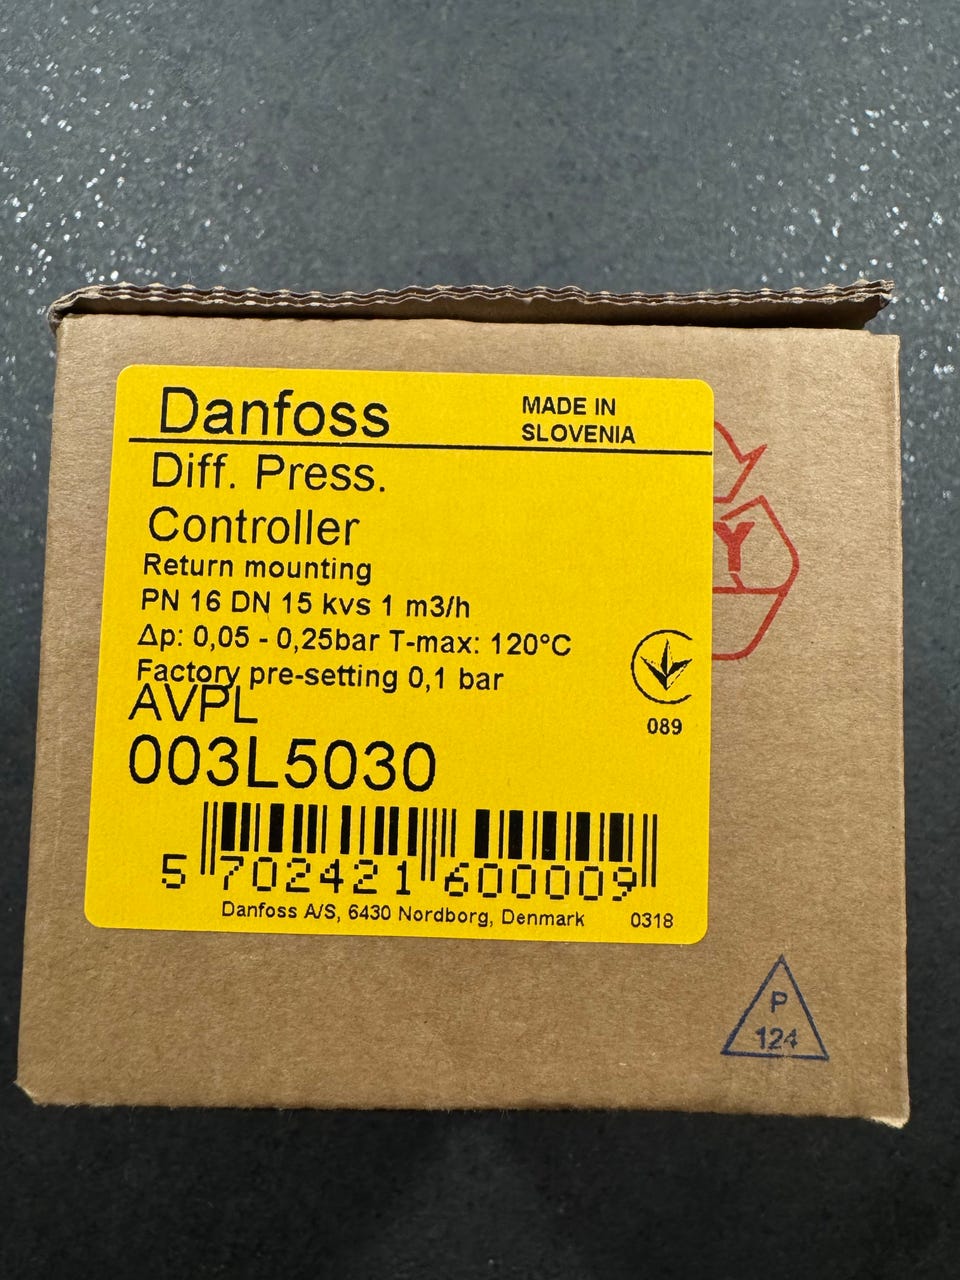 Danfoss
MADE IN
SLOVENIA
Diff. Press.
Controller
Return mounting
PN 16 DN 15 kvs 1 m3/h
Δp: 0,05 - 0,25bar T-max: 120°C
Factory pre-setting 0,1 bar
AVPL
089
003L5030
5 702421 600009
Danfoss A/S, 6430 Nordborg, Denmark 0318
P
124